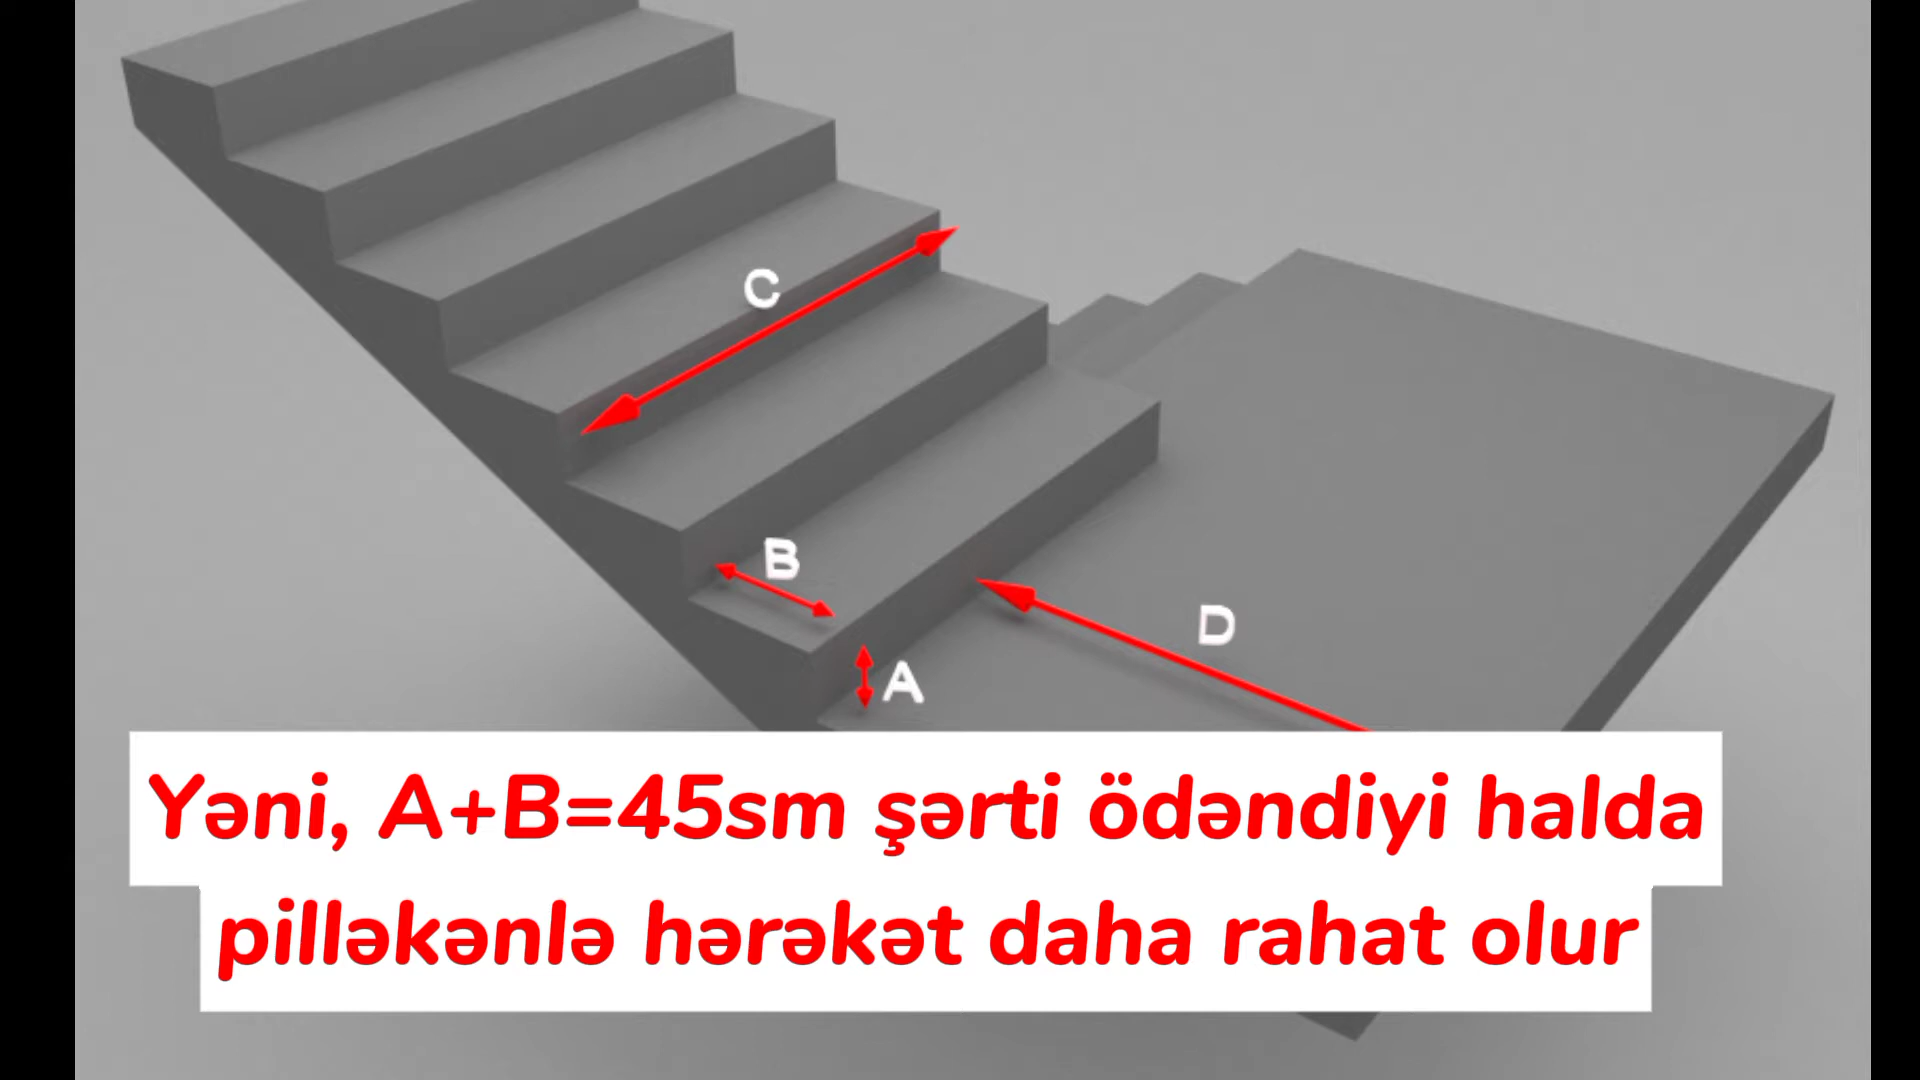 C
B
D
A
Yəni, A+B=45sm şərti ödəndiyi halda
pilləkənlə hərəkət daha rahat olur